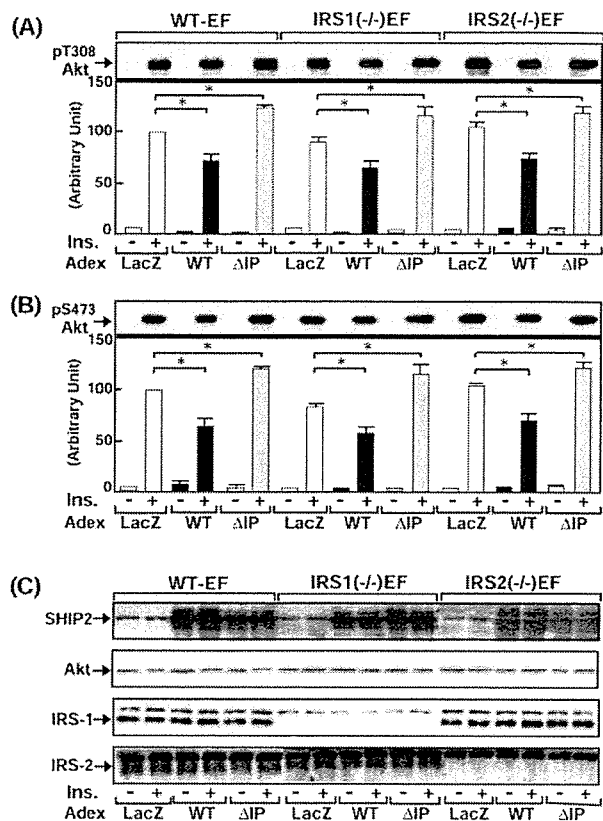 (A) WT-EF IRS1(-/-)EF IRS2(-/-)EF
pT308
Akt
* * * * * *
(Arbitrary Unit)
150
100
50
0
Ins. - + - + - + - + - + - + - + - + - +
Adex LacZ WT ΔIP LacZ WT ΔIP LacZ WT ΔIP
(B)
pS473
Akt
* * * * * *
(Arbitrary Unit)
150
100
50
0
Ins. - + - + - + - + - + - + - + - + - +
Adex LacZ WT ΔIP LacZ WT ΔIP LacZ WT ΔIP
(C) WT-EF IRS1(-/-)EF IRS2(-/-)EF
SHIP2
Akt
IRS-1
IRS-2
Ins. - + - + - + - + - + - + - + - + - +
Adex LacZ WT ΔIP LacZ WT ΔIP LacZ WT ΔIP